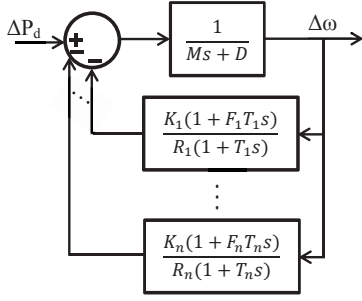 ΔP_d
+
−
−
1
Ms + D
Δω
K_1(1 + F_1T_1s)
R_1(1 + T_1s)
K_n(1 + F_nT_ns)
R_n(1 + T_ns)